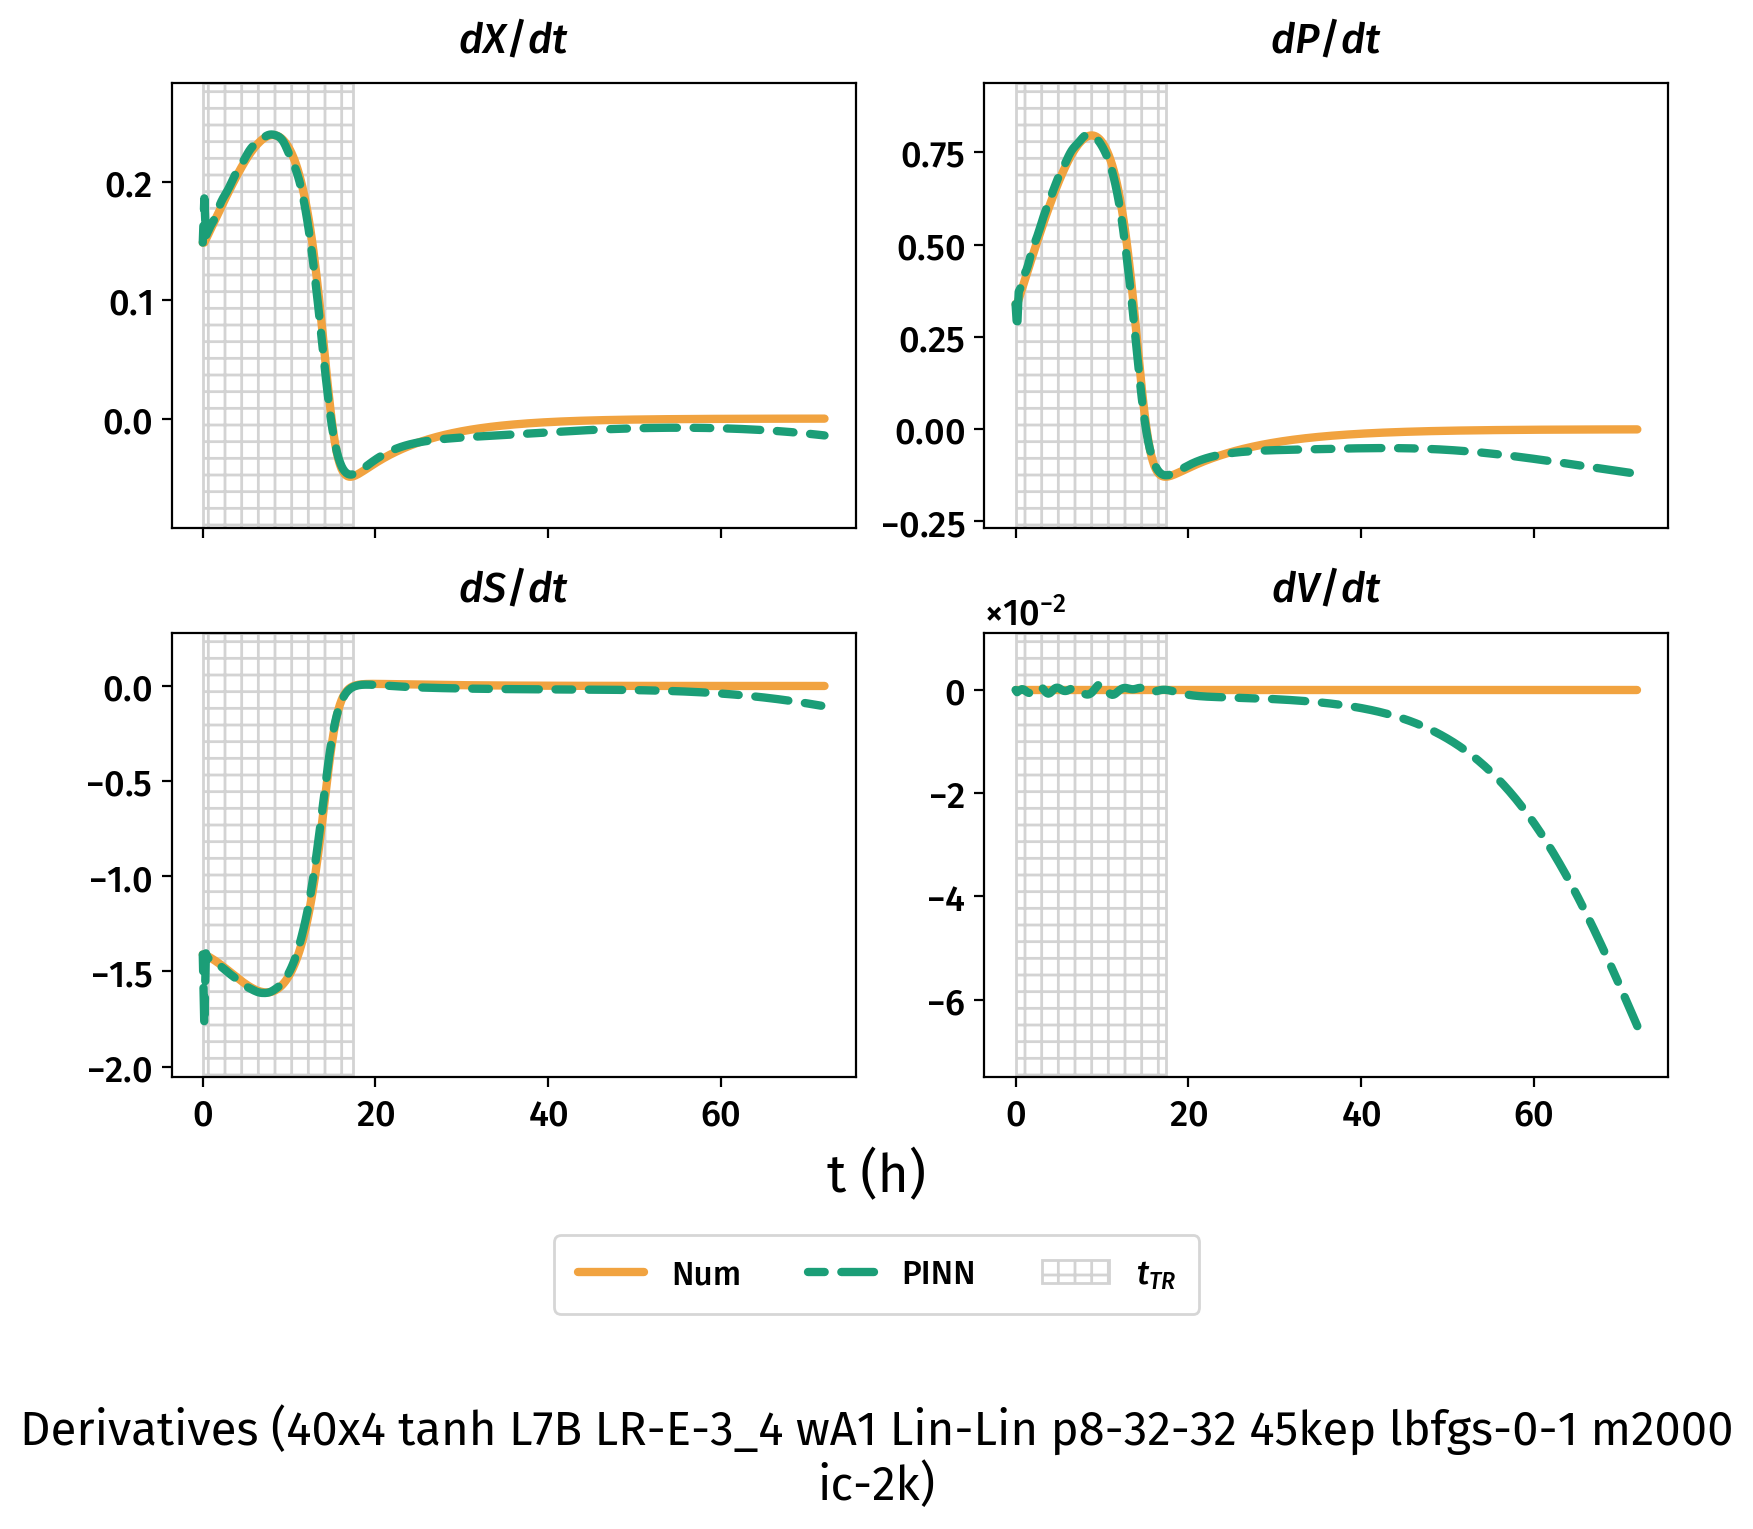 dX/dt
dP/dt
0.2
0.1
0.0
0.75
0.50
0.25
0.00
−0.25
dS/dt
dV/dt
×10⁻²
0.0
−0.5
−1.0
−1.5
−2.0
0
−2
−4
−6
0 20 40 60
0 20 40 60
t (h)
Num PINN t_TR
Derivatives (40x4 tanh L7B LR-E-3_4 wA1 Lin-Lin p8-32-32 45kep lbfgs-0-1 m2000
ic-2k)